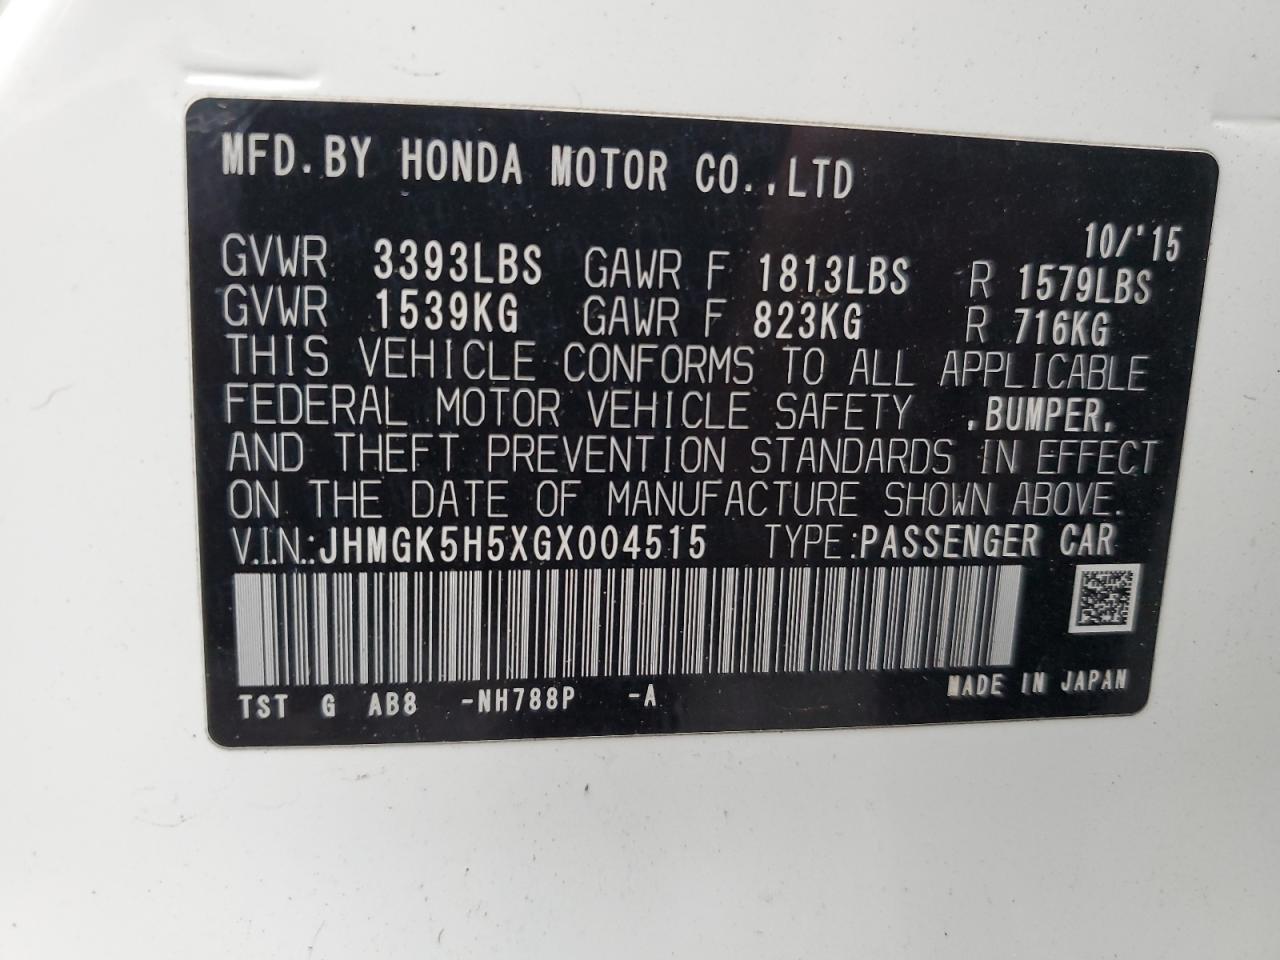 MFD.BY HONDA MOTOR CO.,LTD
10/'15
GVWR 3393LBS GAWR F 1813LBS R 1579LBS
GVWR 1539KG GAWR F 823KG R 716KG
THIS VEHICLE CONFORMS TO ALL APPLICABLE
FEDERAL MOTOR VEHICLE SAFETY ,BUMPER,
AND THEFT PREVENTION STANDARDS IN EFFECT
ON THE DATE OF MANUFACTURE SHOWN ABOVE.
V.I.N.:JHMGK5H5XGX004515 TYPE:PASSENGER CAR
TST G AB8 -NH788P -A
MADE IN JAPAN